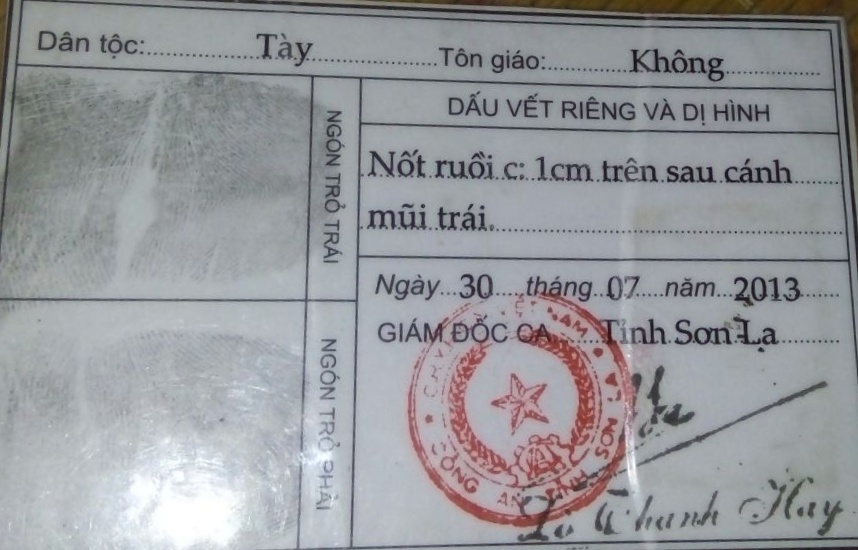 Dân tộc: Tày Tôn giáo: Không
NGÓN TRỎ TRÁI
NGÓN TRỎ PHẢI
DẤU VẾT RIÊNG VÀ DỊ HÌNH
Nốt ruồi c: 1cm trên sau cánh
mũi trái.
Ngày 30 tháng 07 năm 2013
GIÁM ĐỐC CA Tỉnh Sơn La
CÔNG AN TỈNH SƠN LA
Lò Thanh Hay